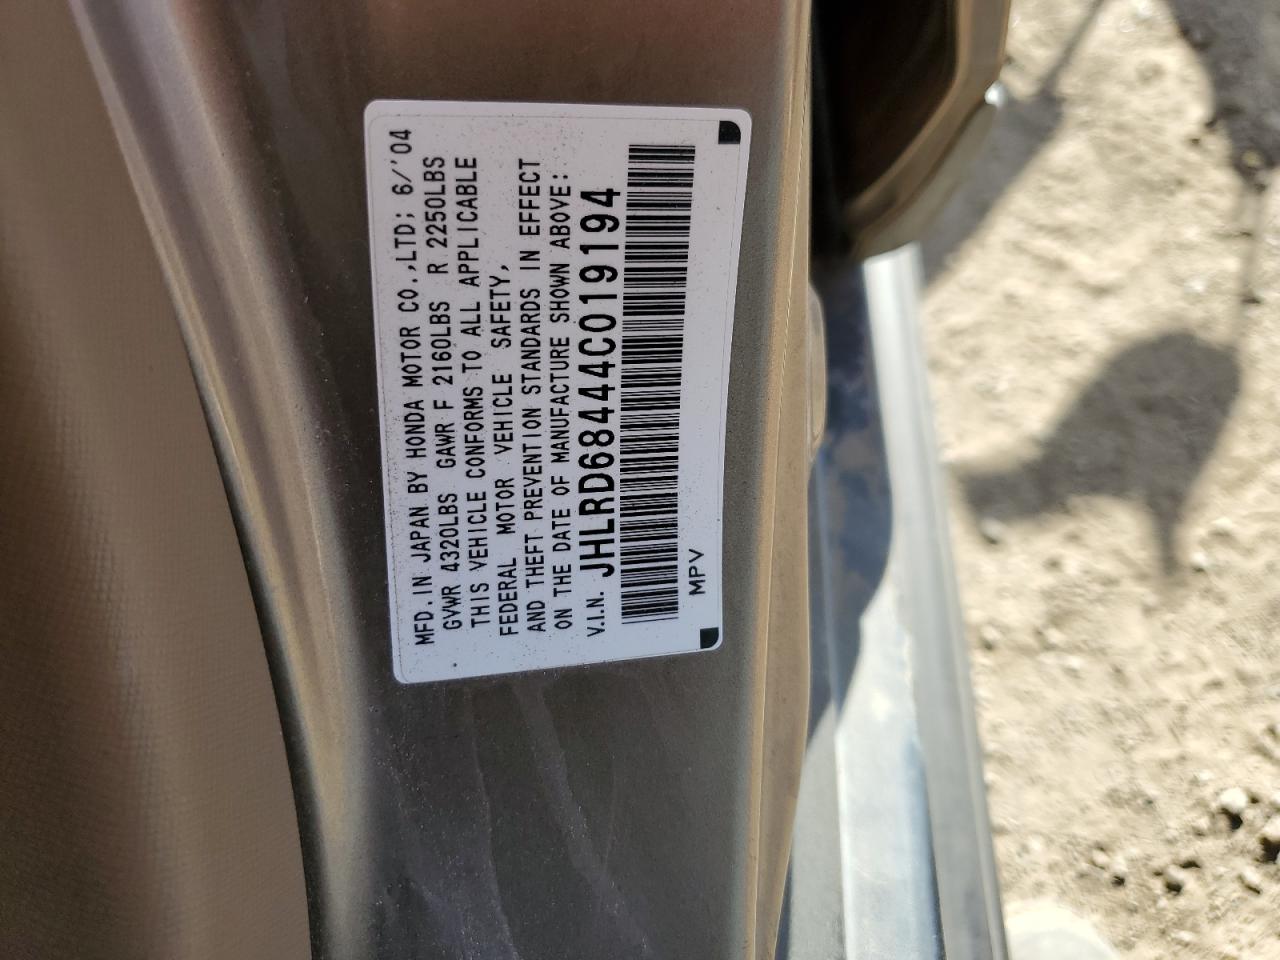 MFD.IN JAPAN BY HONDA MOTOR CO.,LTD; 6/'04
GVWR 4320LBS GAWR F 2160LBS R 2250LBS
THIS VEHICLE CONFORMS TO ALL APPLICABLE
FEDERAL MOTOR VEHICLE SAFETY,
AND THEFT PREVENTION STANDARDS IN EFFECT
ON THE DATE OF MANUFACTURE SHOWN ABOVE:
V.I.N. JHLRD68444C019194
MPV